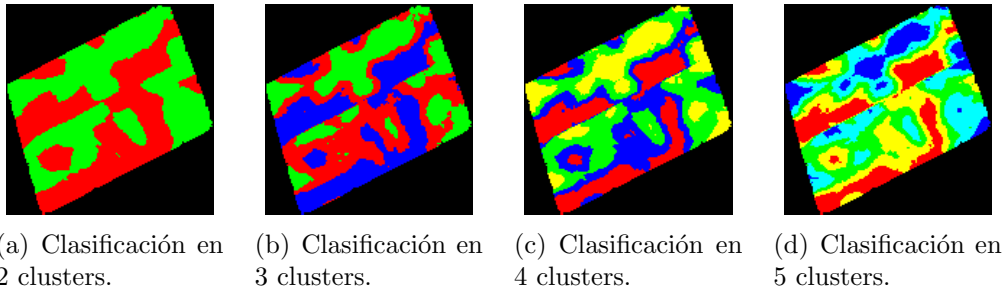 (a) Clasificación en
2 clusters.
(b) Clasificación en
3 clusters.
(c) Clasificación en
4 clusters.
(d) Clasificación en
5 clusters.